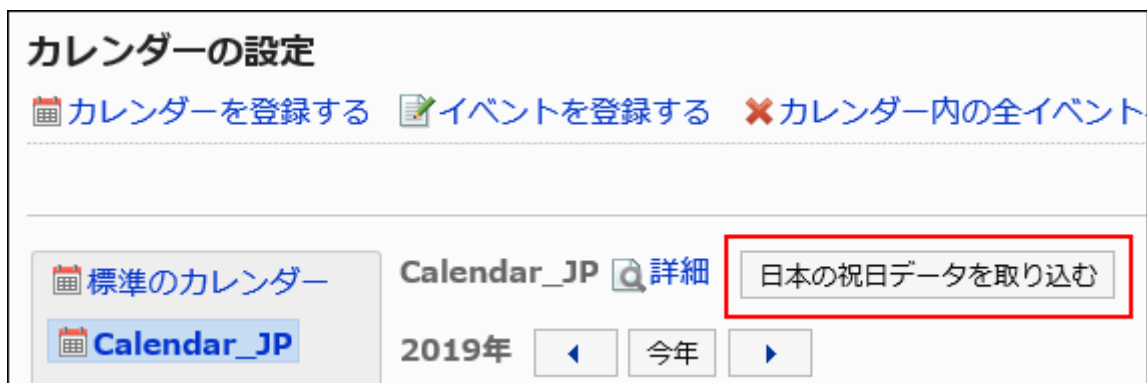 カレンダーの設定
カレンダーを登録する イベントを登録する カレンダー内の全イベント
標準のカレンダー
Calendar_JP
Calendar_JP 詳細 日本の祝日データを取り込む
2019年 今年